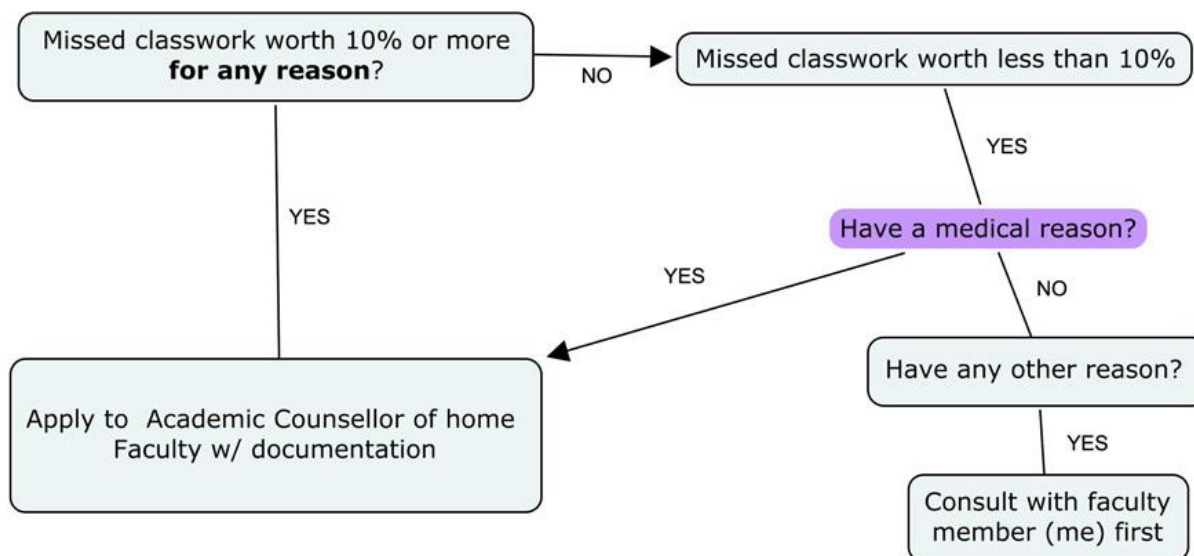 Missed classwork worth 10% or more
for any reason?
NO
Missed classwork worth less than 10%
YES
YES
Have a medical reason?
YES
NO
Have any other reason?
Apply to Academic Counsellor of home
Faculty w/ documentation
YES
Consult with faculty
member (me) first